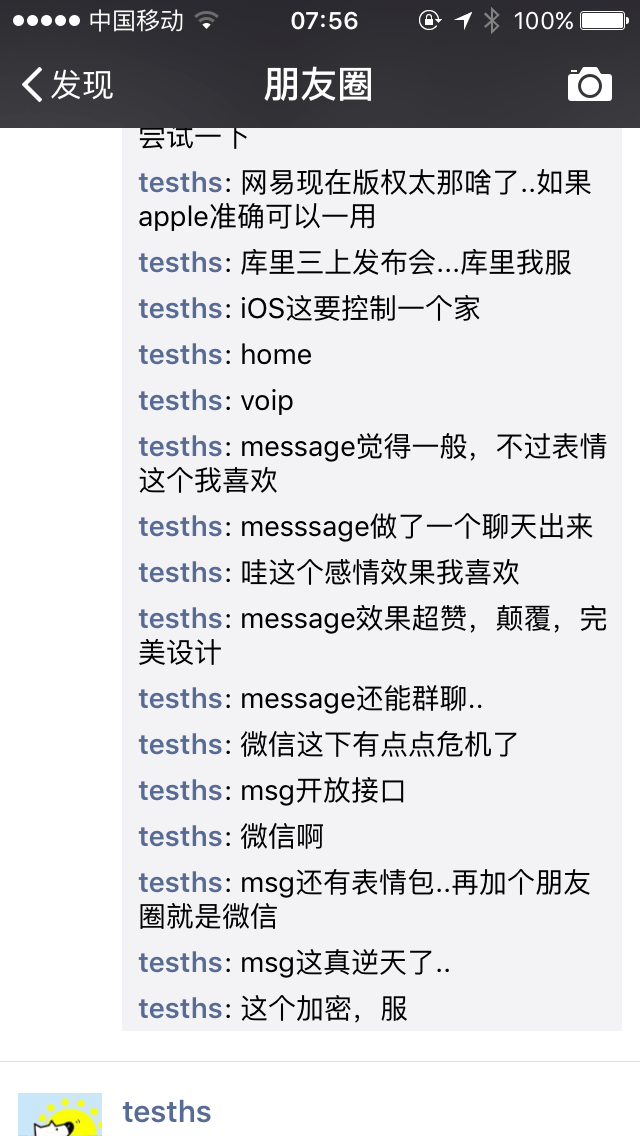 中国移动 07:56 100%
发现 朋友圈
尝试一下
tesths: 网易现在版权太那啥了..如果
apple准确可以一用
tesths: 库里三上发布会...库里我服
tesths: iOS这要控制一个家
tesths: home
tesths: voip
tesths: message觉得一般，不过表情
这个我喜欢
tesths: messsage做了一个聊天出来
tesths: 哇这个感情效果我喜欢
tesths: message效果超赞，颠覆，完
美设计
tesths: message还能群聊..
tesths: 微信这下有点点危机了
tesths: msg开放接口
tesths: 微信啊
tesths: msg还有表情包..再加个朋友
圈就是微信
tesths: msg这真逆天了..
tesths: 这个加密，服
tesths